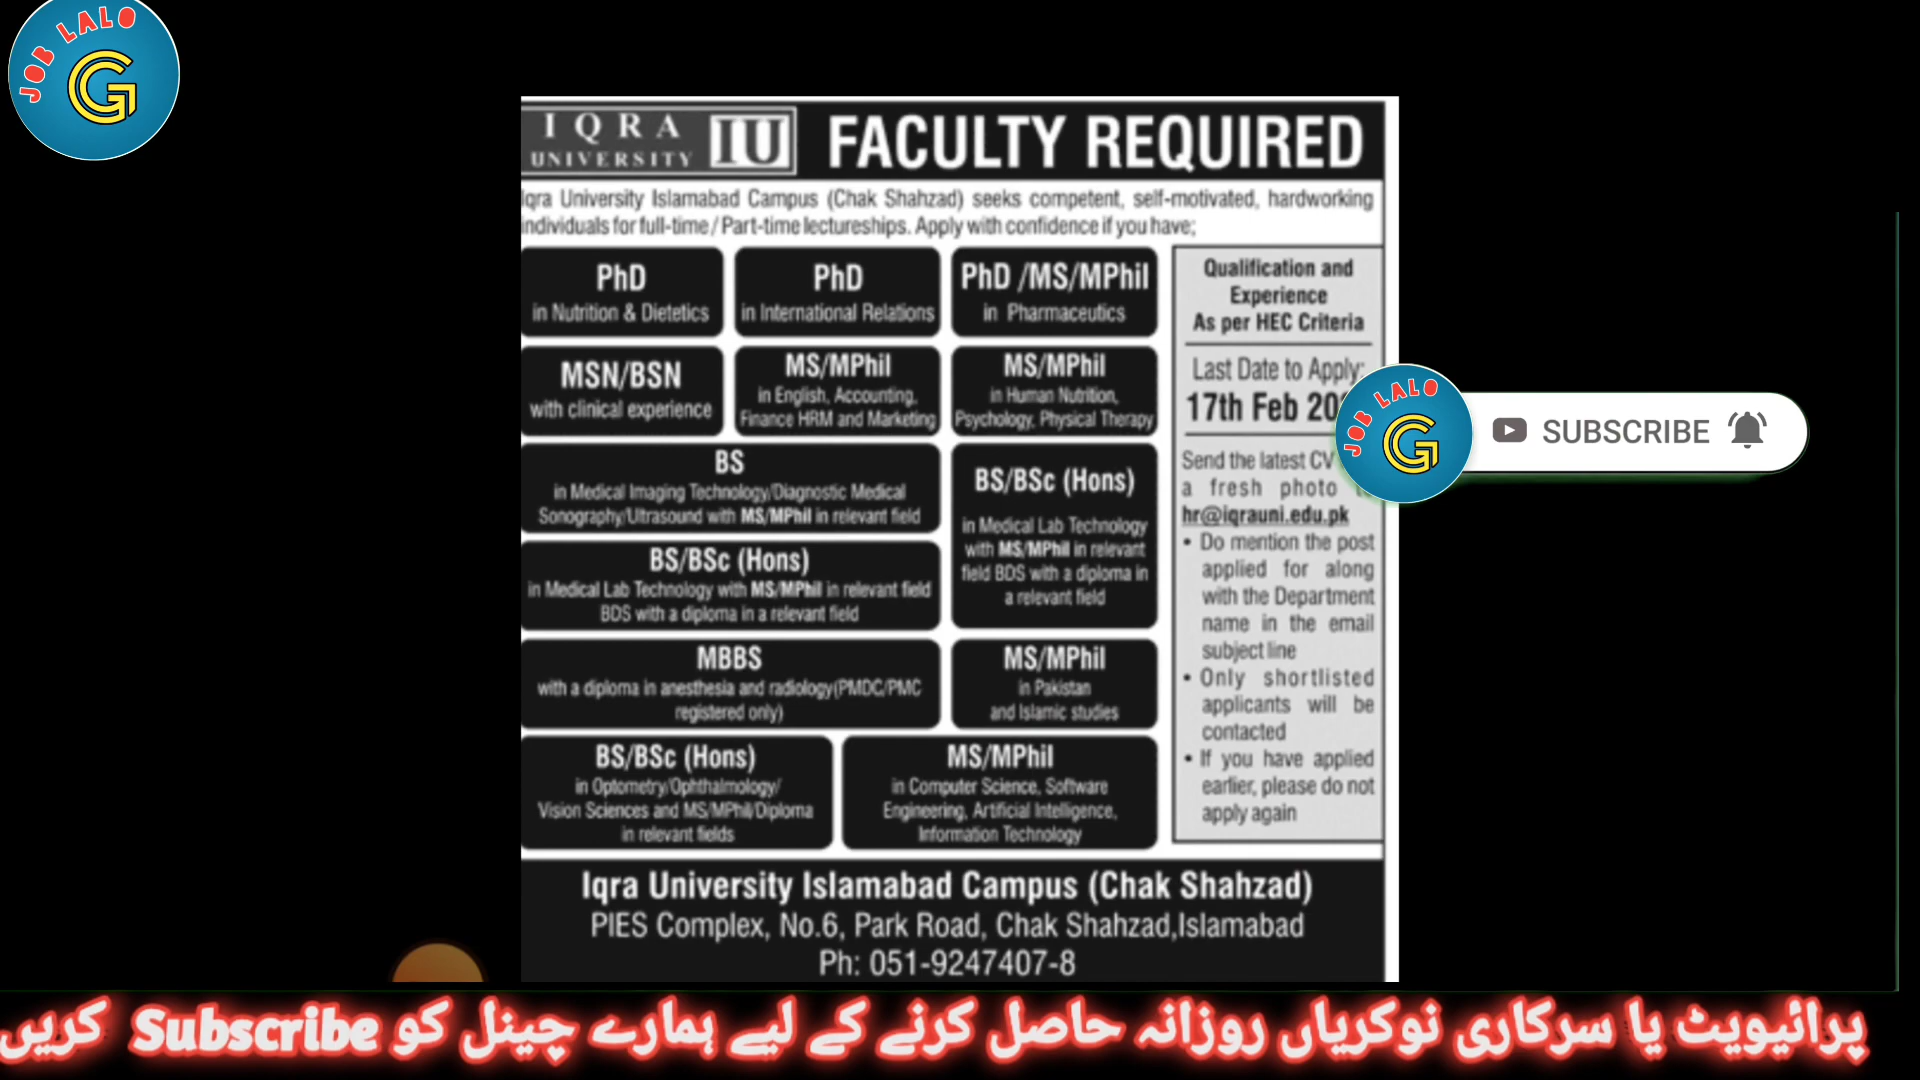 JOB LALO
G
IQRA
UNIVERSITY
IU
FACULTY REQUIRED
Iqra University Islamabad Campus (Chak Shahzad) seeks competent, self-motivated, hardworking
individuals for full-time / Part-time lectureships. Apply with confidence if you have;
PhD
in Nutrition & Dietetics
PhD
in International Relations
PhD /MS/MPhil
in Pharmaceutics
MSN/BSN
with clinical experience
MS/MPhil
in English, Accounting,
Finance HRM and Marketing
MS/MPhil
in Human Nutrition,
Psychology, Physical Therapy
BS
in Medical Imaging Technology/Diagnostic Medical
Sonography/Ultrasound with MS/MPhil in relevant field
BS/BSc (Hons)
in Medical Lab Technology
with MS/MPhil in relevant
field BDS with a diploma in
a relevant field
BS/BSc (Hons)
in Medical Lab Technology with MS/MPhil in relevant field
BDS with a diploma in a relevant field
MBBS
with a diploma in anesthesia and radiology(PMDC/PMC
registered only)
MS/MPhil
in Pakistan
and Islamic studies
BS/BSc (Hons)
in Optometry/Ophthalmology/
Vision Sciences and MS/MPhil/Diploma
in relevant fields
MS/MPhil
in Computer Science, Software
Engineering, Artificial Intelligence,
Information Technology
Qualification and
Experience
As per HEC Criteria
Last Date to Apply:
17th Feb
Send the latest CV
a fresh photo
hr@iqrauni.edu.pk
• Do mention the post
applied for along
with the Department
name in the email
subject line
• Only shortlisted
applicants will be
contacted
• If you have applied
earlier, please do not
apply again
JOB LALO
G
SUBSCRIBE
Iqra University Islamabad Campus (Chak Shahzad)
PIES Complex, No.6, Park Road, Chak Shahzad,Islamabad
Ph: 051-9247407-8
پرائیویٹ یا سرکاری نوکریاں روزانہ حاصل کرنے کے لیے ہمارے چینل کو Subscribe کریں